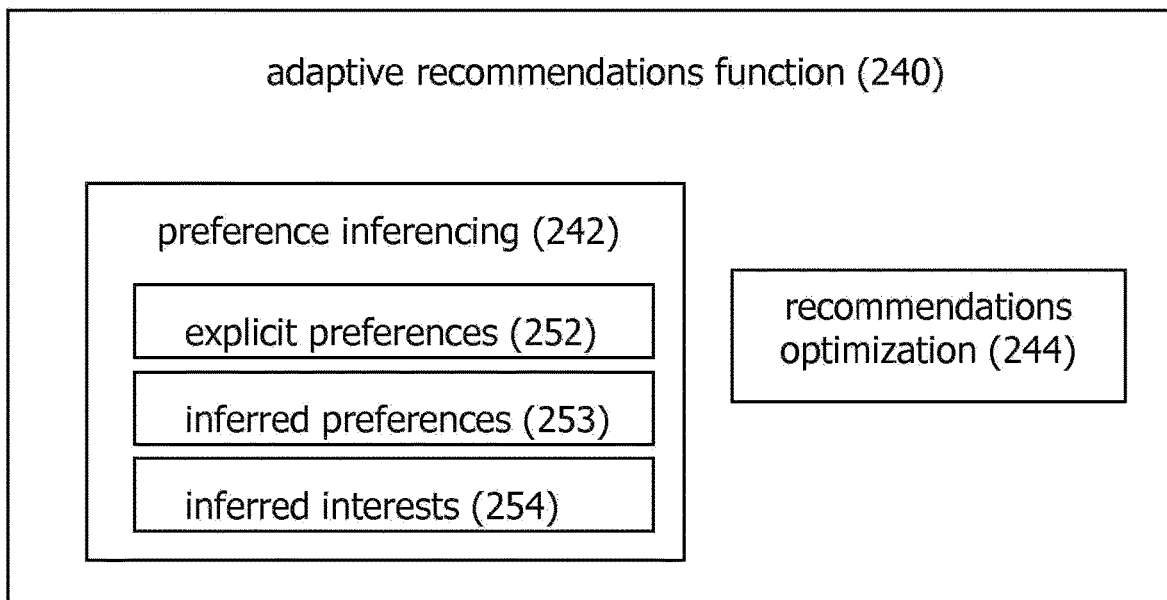 adaptive recommendations function (240)
preference inferencing (242)
explicit preferences (252)
inferred preferences (253)
inferred interests (254)
recommendations
optimization (244)